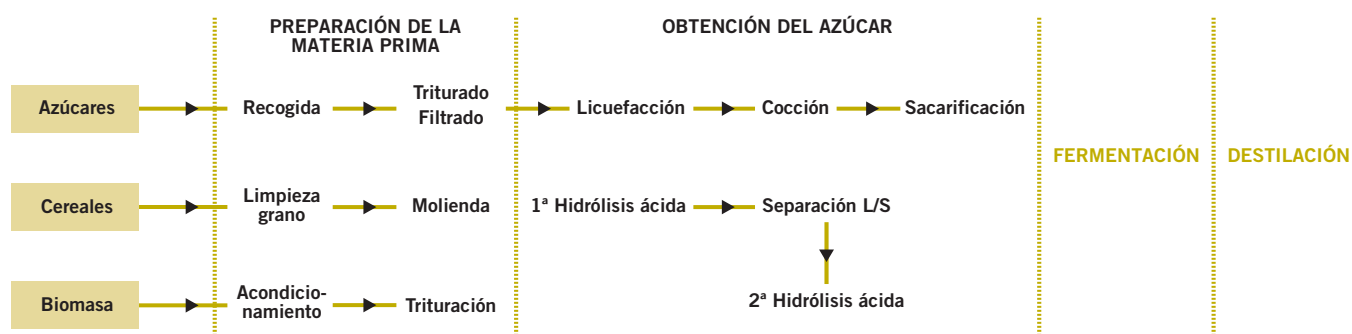 PREPARACIÓN DE LA
MATERIA PRIMA
OBTENCIÓN DEL AZÚCAR
Azúcares
Recogida
Triturado
Filtrado
Licuefacción
Cocción
Sacarificación
FERMENTACIÓN
DESTILACIÓN
Cereales
Limpieza
grano
Molienda
1ª Hidrólisis ácida
Separación L/S
Biomasa
Acondicio-
namiento
Trituración
2ª Hidrólisis ácida